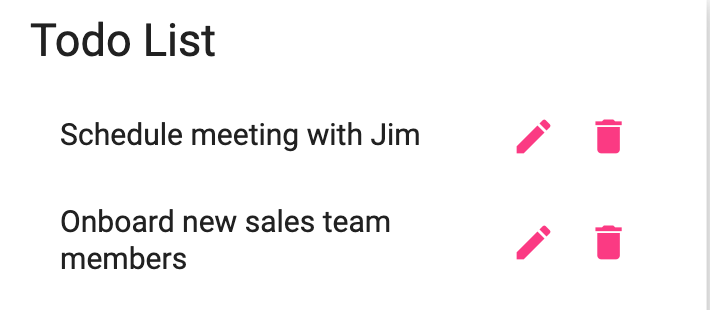 Todo List
Schedule meeting with Jim
Onboard new sales team
members